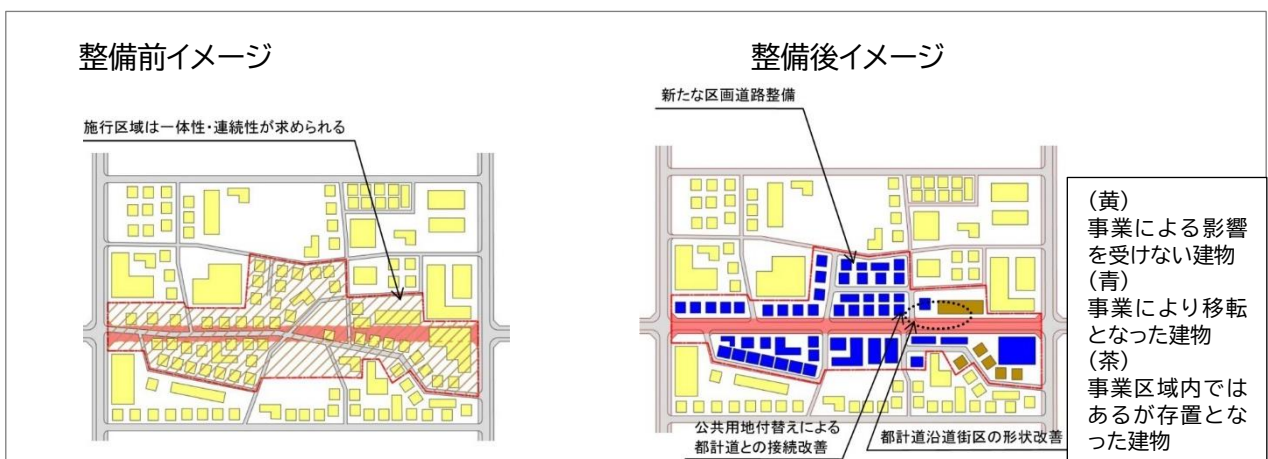 整備前イメージ
整備後イメージ
新たな区画道路整備
施行区域は一体性・連続性が求められる
(黄)
事業による影響
を受けない建物
(青)
事業により移転
となった建物
(茶)
事業区域内では
あるが存置とな
った建物
公共用地付替えによる
都計道との接続改善
都計道沿道街区の形状改善